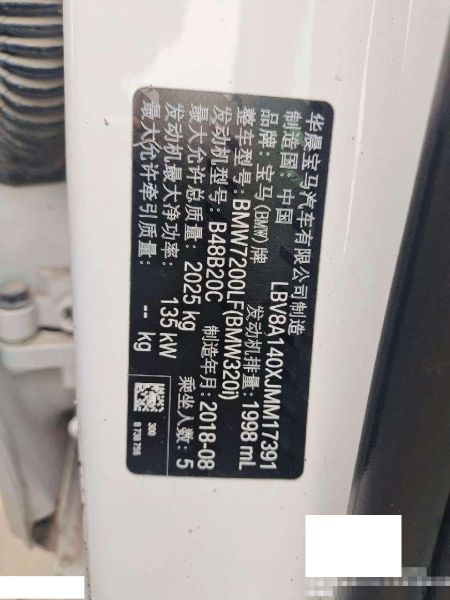 华晨宝马汽车有限公司制造
制造国：中国 LBV8A140XJMM17391
品牌：宝马(BMW)牌 发动机排量：1998 mL
整车型号：BMW7200LF(BMW320i)
发动机型号：B48B20C 制造年月：2018-08
最大允许总质量：2025 kg 乘坐人数：5
发动机最大净功率：135 kW
最大允许牵引质量：-- kg
300
8 738 756